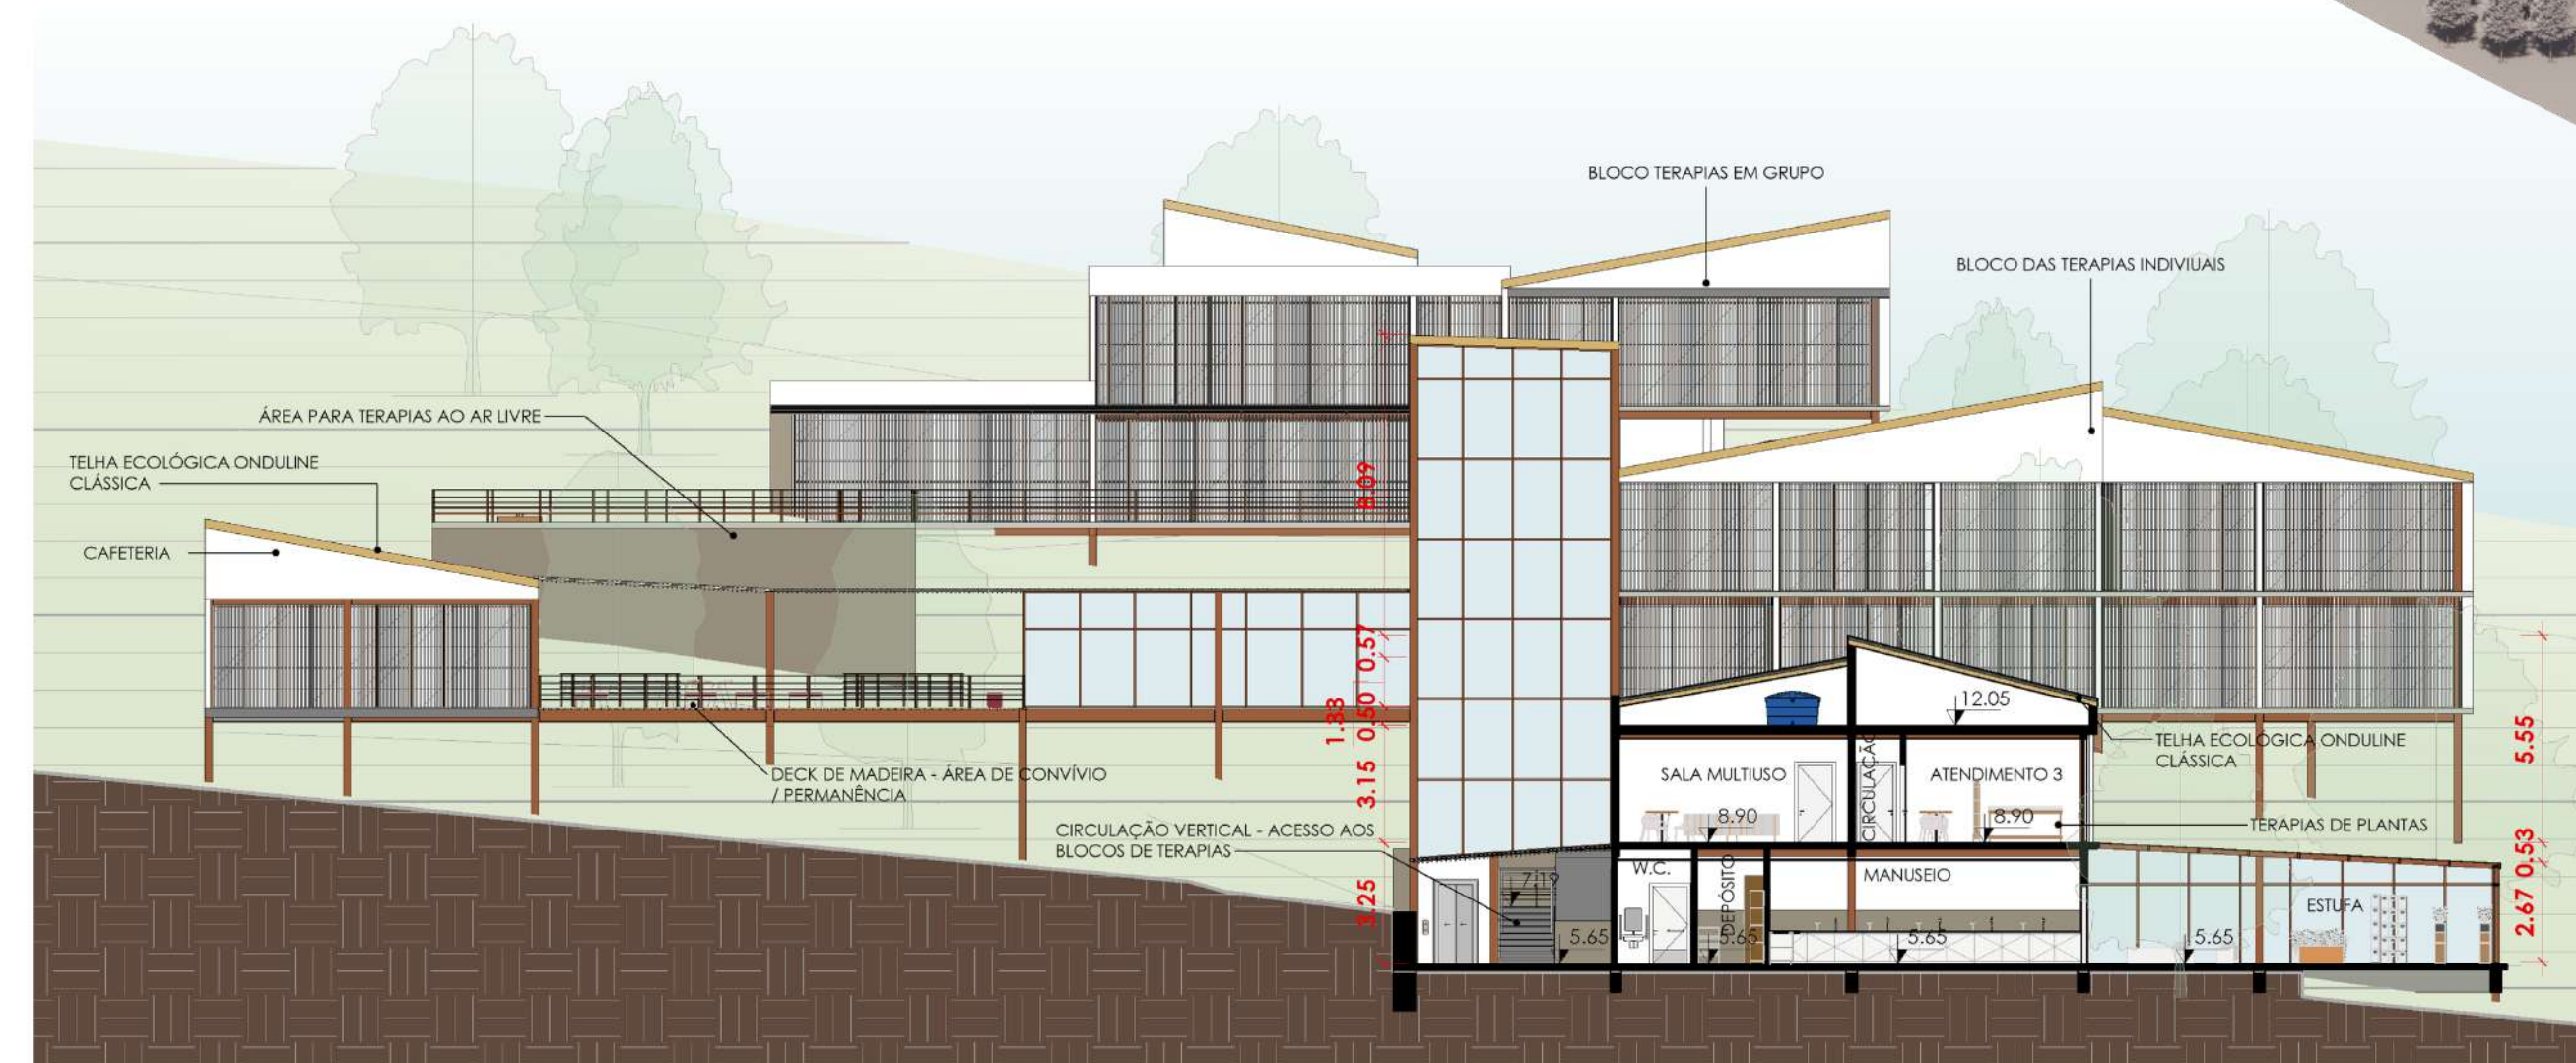 BLOCO TERAPIAS EM GRUPO
BLOCO DAS TERAPIAS INDIVIUAIS
ÁREA PARA TERAPIAS AO AR LIVRE
TELHA ECOLÓGICA ONDULINE
CLÁSSICA
CAFETERIA
DECK DE MADEIRA - ÁREA DE CONVÍVIO
/ PERMANÊNCIA
CIRCULAÇÃO VERTICAL - ACESSO AOS
BLOCOS DE TERAPIAS
0.57
0.50
1.33
3.15
3.25
12.05
SALA MULTIUSO
CIRCULAÇÃO
ATENDIMENTO 3
8.90
8.90
TELHA ECOLÓGICA ONDULINE
CLÁSSICA
TERAPIAS DE PLANTAS
W.C.
DEPÓSITO
MANUSEIO
ESTUFA
7.19
5.65
5.65
5.65
5.65
5.55
0.53
2.67